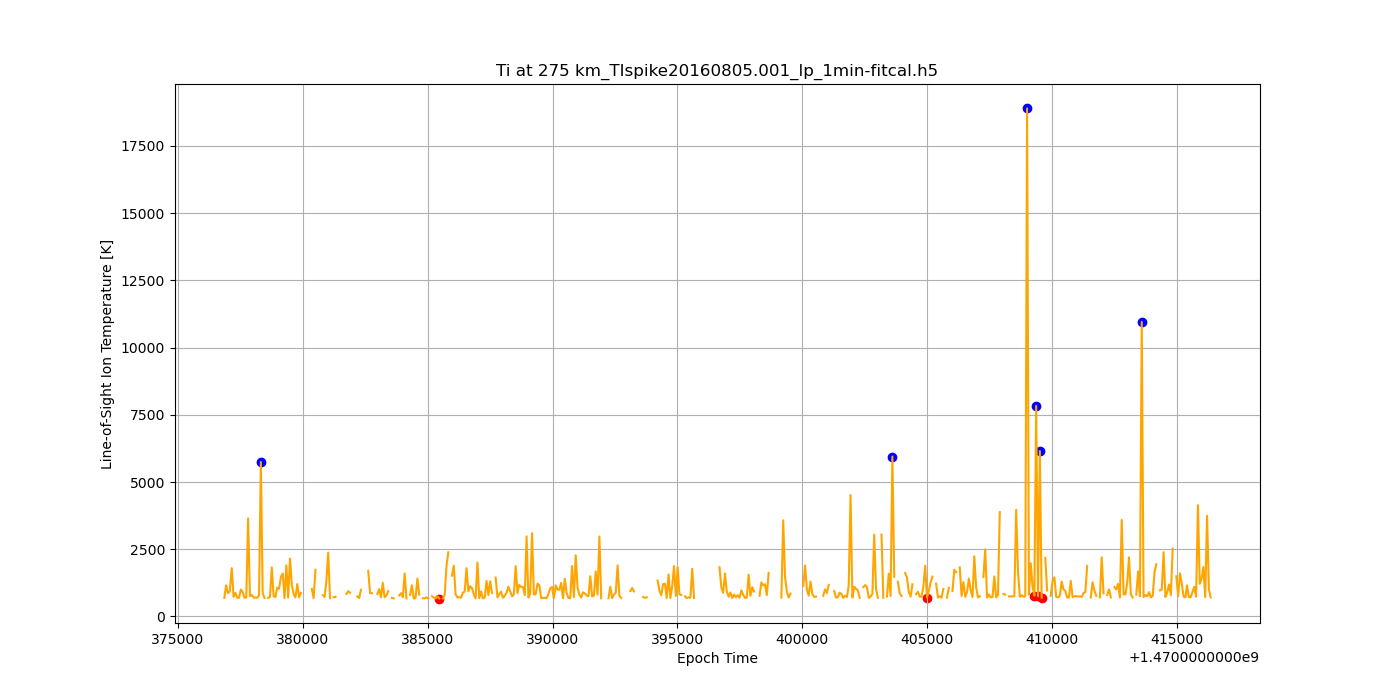 Ti at 275 km_TIspike20160805.001_lp_1min-fitcal.h5
Line-of-Sight Ion Temperature [K]
17500
15000
12500
10000
7500
5000
2500
0
375000 380000 385000 390000 395000 400000 405000 410000 415000
Epoch Time
+1.4700000000e9